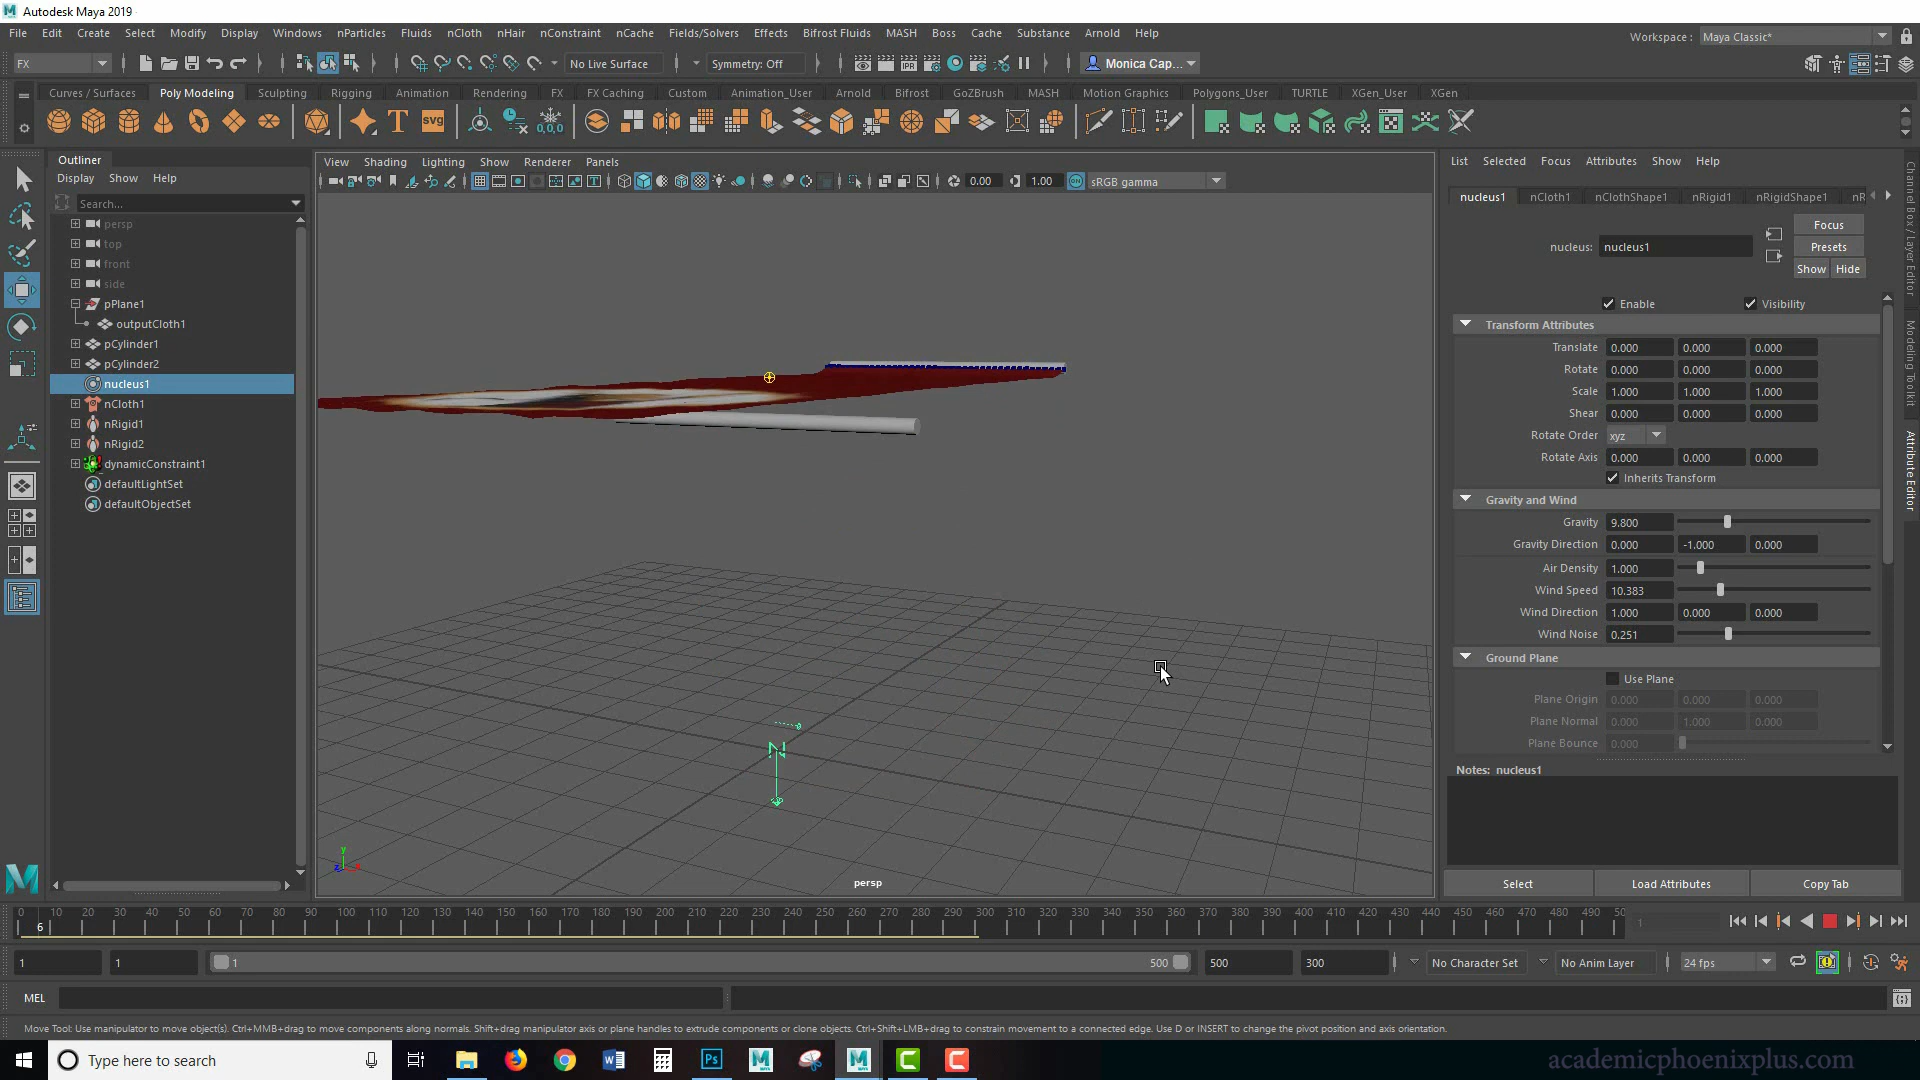 Autodesk Maya 2019
File Edit Create Select Modify Display Windows nParticles Fluids nCloth nHair nConstraint nCache Fields/Solvers Effects Bifrost Fluids MASH Boss Cache Substance Arnold Help
Workspace : Maya Classic*
FX No Live Surface Symmetry: Off Monica Cap...
Curves / Surfaces Poly Modeling Sculpting Rigging Animation Rendering FX FX Caching Custom Animation_User Arnold Bifrost GoZBrush MASH Motion Graphics Polygons_User TURTLE XGen_User XGen
Outliner
Display Show Help
Search...
persp
top
front
side
pPlane1
outputCloth1
pCylinder1
pCylinder2
nucleus1
nCloth1
nRigid1
nRigid2
dynamicConstraint1
defaultLightSet
defaultObjectSet
View Shading Lighting Show Renderer Panels
0.00 1.00 sRGB gamma
N
persp
List Selected Focus Attributes Show Help
nucleus1 nCloth1 nClothShape1 nRigid1 nRigidShape1 nR
Focus
nucleus: nucleus1 Presets
Show Hide
Enable Visibility
Transform Attributes
Translate 0.000 0.000 0.000
Rotate 0.000 0.000 0.000
Scale 1.000 1.000 1.000
Shear 0.000 0.000 0.000
Rotate Order xyz
Rotate Axis 0.000 0.000 0.000
Inherits Transform
Gravity and Wind
Gravity 9.800
Gravity Direction 0.000 -1.000 0.000
Air Density 1.000
Wind Speed 10.383
Wind Direction 1.000 0.000 0.000
Wind Noise 0.251
Ground Plane
Use Plane
Plane Origin 0.000 0.000 0.000
Plane Normal 0.000 1.000 0.000
Plane Bounce 0.000
Notes: nucleus1
Select Load Attributes Copy Tab
Channel Box / Layer Editor
Modeling Toolkit
Attribute Editor
0 10 20 30 40 50 60 70 80 90 100 110 120 130 140 150 160 170 180 190 200 210 220 230 240 250 260 270 280 290 300 310 320 330 340 350 360 370 380 390 400 410 420 430 440 450 460 470 480 490 50
6 1
1 1 1 500 500 300 No Character Set No Anim Layer 24 fps
MEL
Move Tool: Use manipulator to move object(s). Ctrl+MMB+drag to move components along normals. Shift+drag manipulator axis or plane handles to extrude components or clone objects. Ctrl+Shift+LMB+drag to constrain movement to a connected edge. Use D or INSERT to change the pivot position and axis orientation.
Type here to search
academicphoenixplus.com